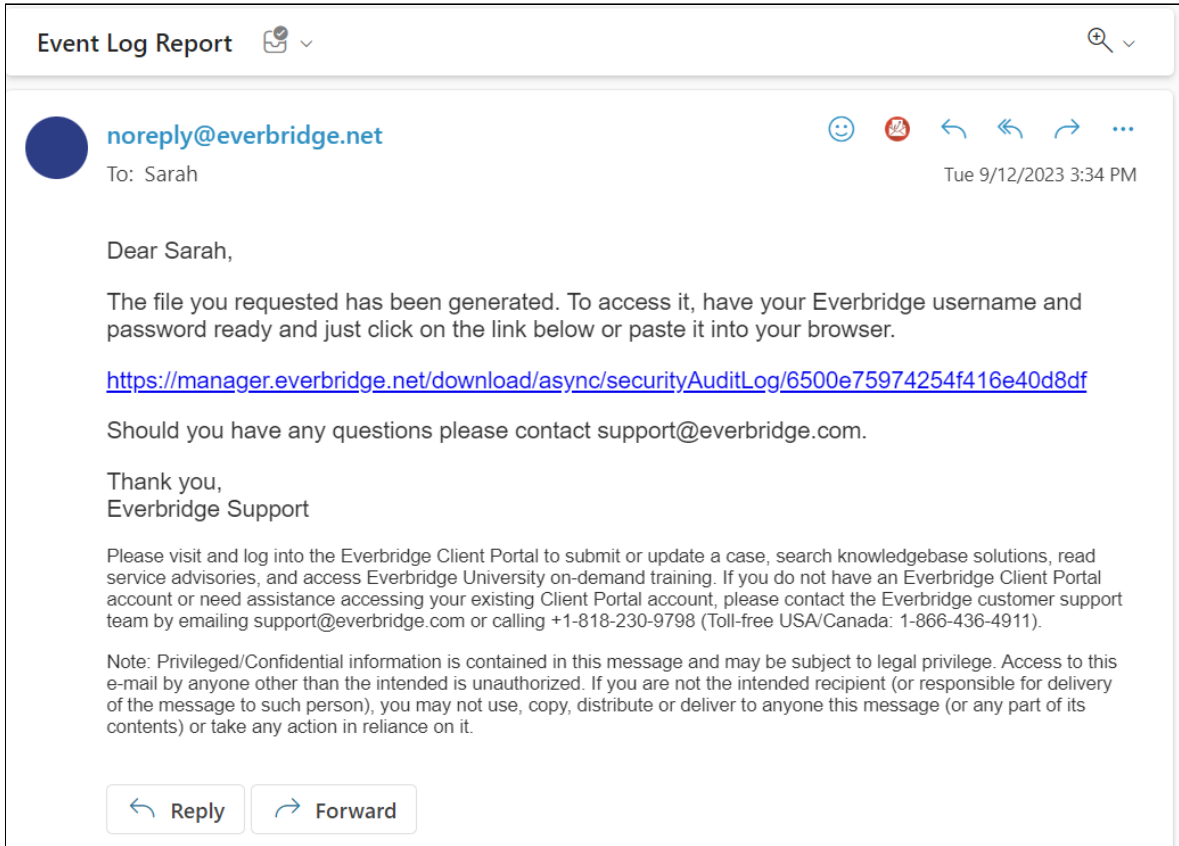 Event Log Report
noreply@everbridge.net
To: Sarah
Tue 9/12/2023 3:34 PM
Dear Sarah,
The file you requested has been generated. To access it, have your Everbridge username and
password ready and just click on the link below or paste it into your browser.
https://manager.everbridge.net/download/async/securityAuditLog/6500e75974254f416e40d8df
Should you have any questions please contact support@everbridge.com.
Thank you,
Everbridge Support
Please visit and log into the Everbridge Client Portal to submit or update a case, search knowledgebase solutions, read
service advisories, and access Everbridge University on-demand training. If you do not have an Everbridge Client Portal
account or need assistance accessing your existing Client Portal account, please contact the Everbridge customer support
team by emailing support@everbridge.com or calling +1-818-230-9798 (Toll-free USA/Canada: 1-866-436-4911).
Note: Privileged/Confidential information is contained in this message and may be subject to legal privilege. Access to this
e-mail by anyone other than the intended is unauthorized. If you are not the intended recipient (or responsible for delivery
of the message to such person), you may not use, copy, distribute or deliver to anyone this message (or any part of its
contents) or take any action in reliance on it.
Reply
Forward